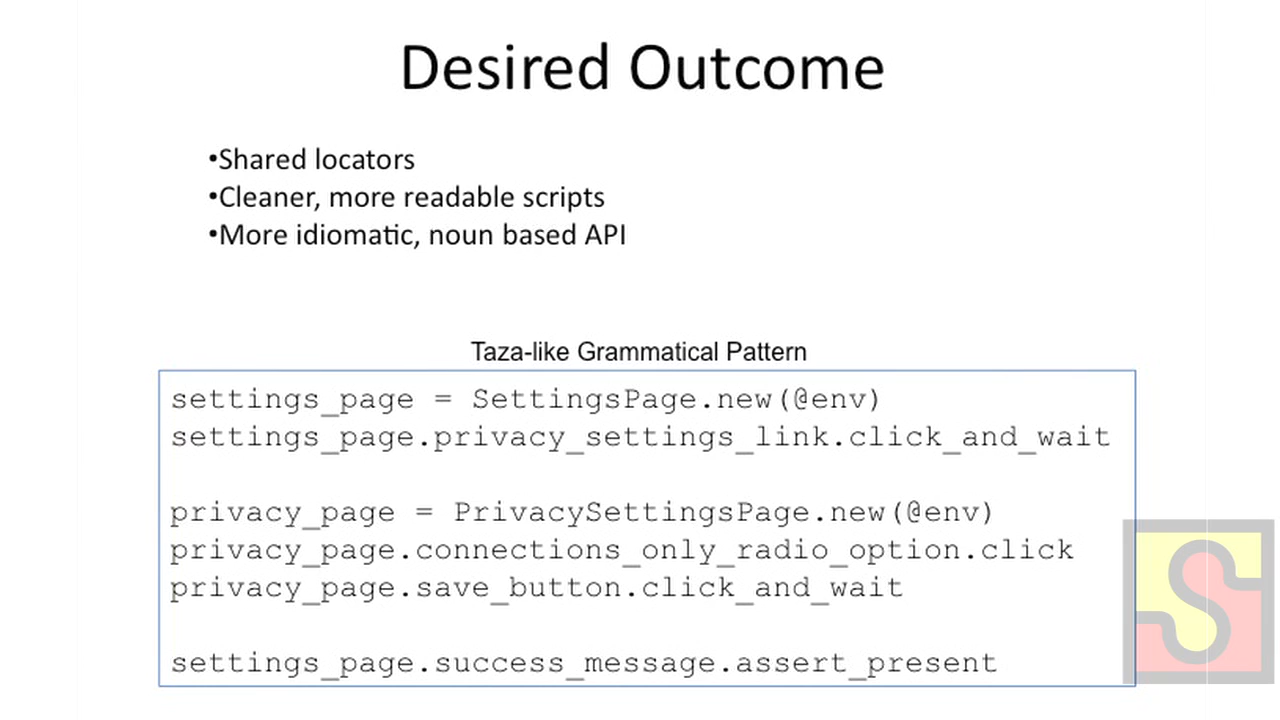 Desired Outcome
•Shared locators
•Cleaner, more readable scripts
•More idiomatic, noun based API
Taza-like Grammatical Pattern
settings_page = SettingsPage.new(@env)
settings_page.privacy_settings_link.click_and_wait
privacy_page = PrivacySettingsPage.new(@env)
privacy_page.connections_only_radio_option.click
privacy_page.save_button.click_and_wait
settings_page.success_message.assert_present